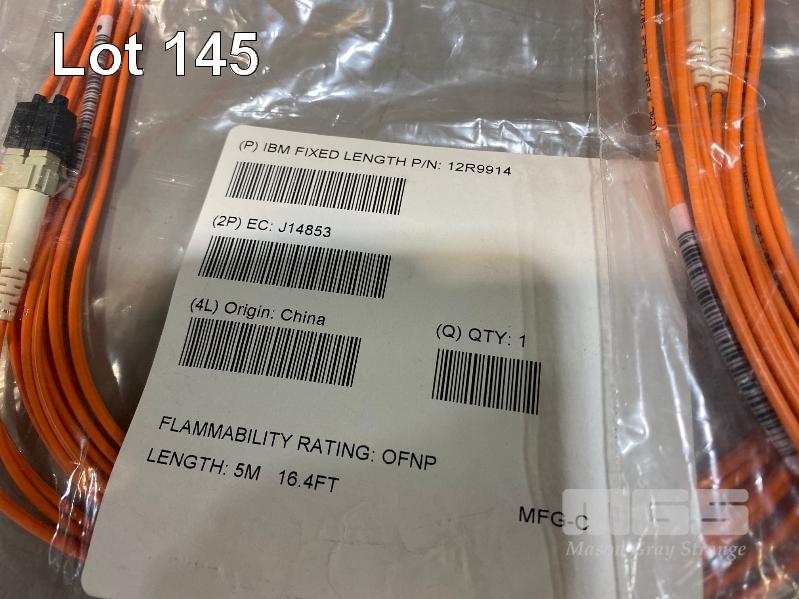 Lot 145
(P) IBM FIXED LENGTH P/N: 12R9914
(2P) EC: J14853
(4L) Origin: China
(Q) QTY: 1
FLAMMABILITY RATING: OFNP
LENGTH: 5M 16.4FT
MFG-C
MGS
Mason Gray Strange